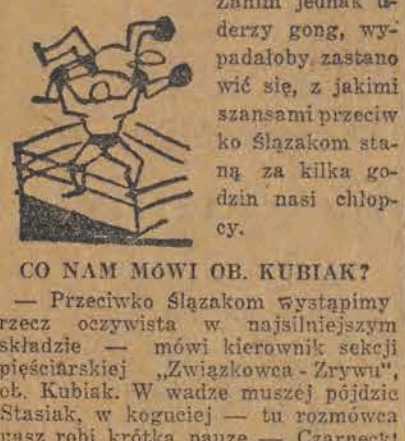 Zanim jednak u-
derzy gong, wy-
padałoby zastano
wić się, z jakimi
szansami przeciw
ko Ślązakom sta-
ną za kilka go-
dzin nasi chłop-
cy.
CO NAM MÓWI OB. KUBIAK?
— Przeciwko Ślązakom wystąpimy
rzecz oczywista w najsilniejszym
składzie — mówi kierownik sekcji
pięściarskiej „Związkowca - Zrywu",
ob. Kubiak. W wadze muszej pójdzie
Stasiak, w koguciej — tu rozmówca
nasz robi krótką pauzę — Czarnecki